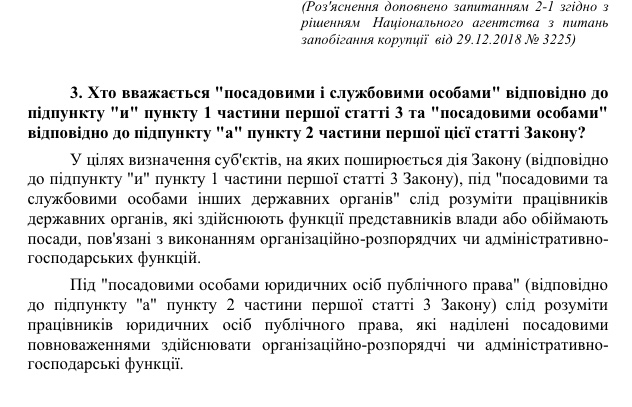 (Роз'яснення доповнено запитанням 2-1 згідно з
рішенням Національного агентства з питань
запобігання корупції від 29.12.2018 № 3225)
3. Хто вважається "посадовими і службовими особами" відповідно до
підпункту "и" пункту 1 частини першої статті 3 та "посадовими особами"
відповідно до підпункту "а" пункту 2 частини першої цієї статті Закону?
У цілях визначення суб'єктів, на яких поширюється дія Закону (відповідно
до підпункту "и" пункту 1 частини першої статті 3 Закону), під "посадовими та
службовими особами інших державних органів" слід розуміти працівників
державних органів, які здійснюють функції представників влади або обіймають
посади, пов'язані з виконанням організаційно-розпорядчих чи адміністративно-
господарських функцій.
Під "посадовими особами юридичних осіб публічного права" (відповідно
до підпункту "а" пункту 2 частини першої статті 3 Закону) слід розуміти
працівників юридичних осіб публічного права, які наділені посадовими
повноваженнями здійснювати організаційно-розпорядчі чи адміністративно-
господарські функції.